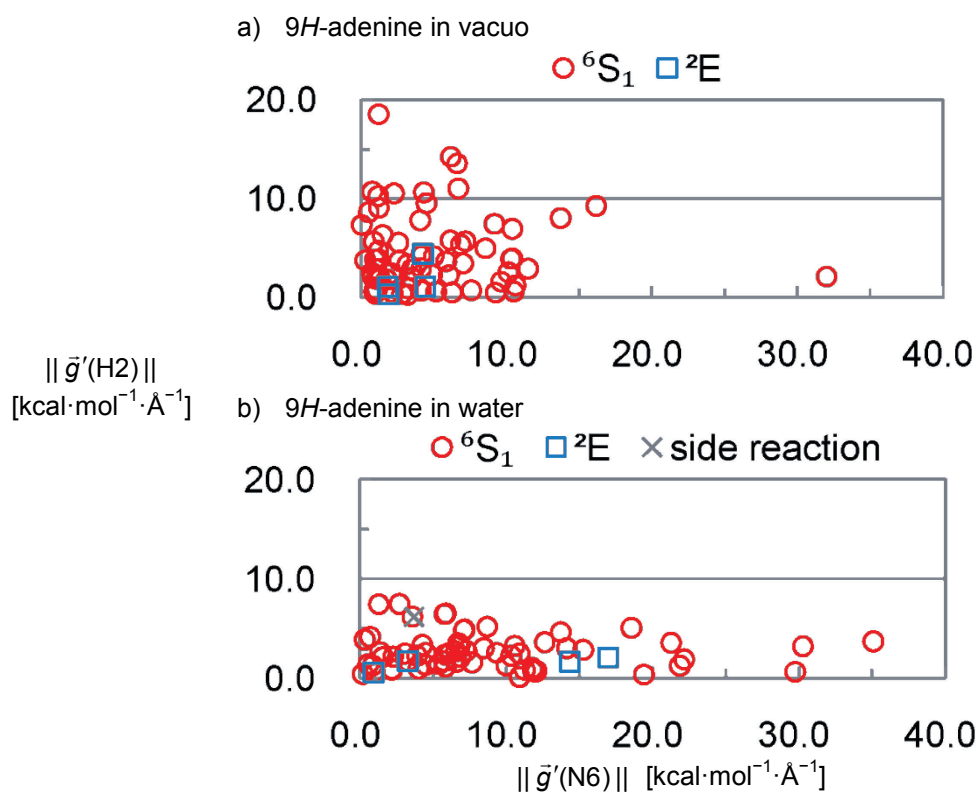 a) 9H-adenine in vacuo
⁶S₁ ²E
20.0
10.0
0.0
0.0 10.0 20.0 30.0 40.0
|| g⃗′(H2) ||
[kcal·mol⁻¹·Å⁻¹]
b) 9H-adenine in water
⁶S₁ ²E side reaction
20.0
10.0
0.0
0.0 10.0 20.0 30.0 40.0
|| g⃗′(N6) || [kcal·mol⁻¹·Å⁻¹]